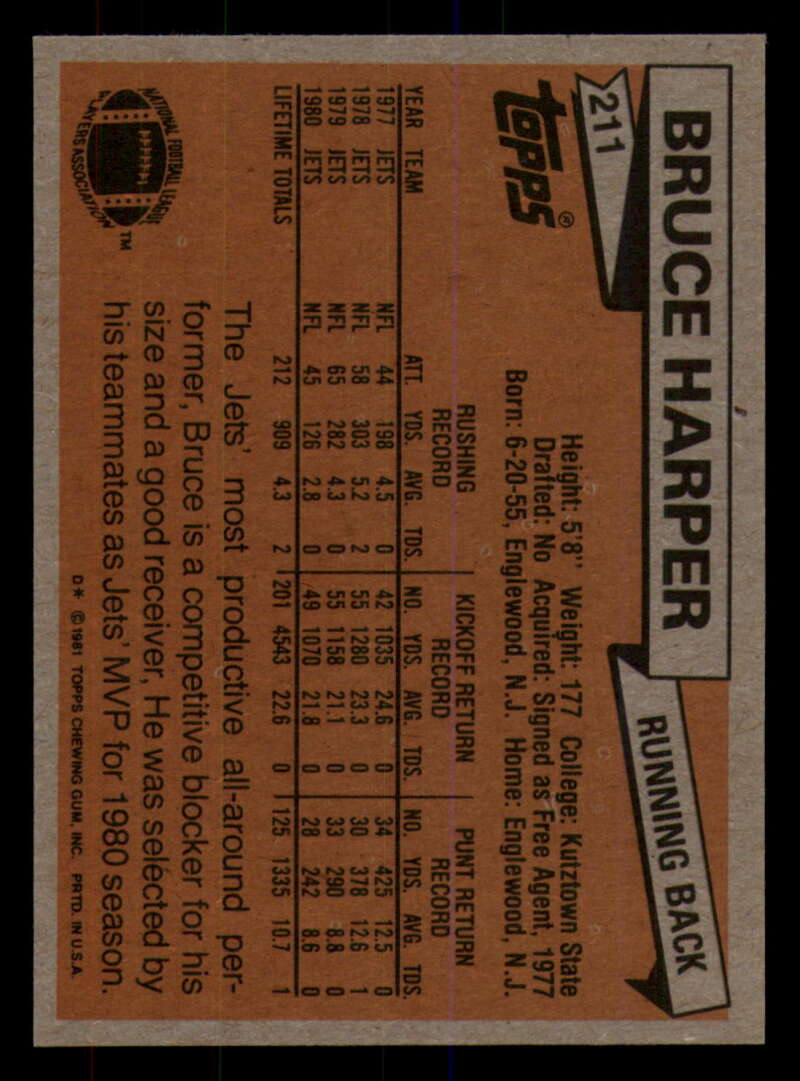 BRUCE HARPER
211
RUNNING BACK
TOPPS®
Height: 5'8" Weight: 177 College: Kutztown State
Drafted: No Acquired: Signed as Free Agent, 1977
Born: 6-20-55, Englewood, N.J. Home: Englewood, N.J.
RUSHING RECORD KICKOFF RETURN RECORD PUNT RETURN RECORD
YEAR TEAM ATT. YDS. AVG. TDS. NO. YDS. AVG. TDS. NO. YDS. AVG. TDS.
1977 JETS NFL 44 198 4.5 0 42 1035 24.6 0 34 425 12.5 0
1978 JETS NFL 58 303 5.2 2 55 1280 23.3 0 30 378 12.6 1
1979 JETS NFL 65 282 4.3 0 55 1158 21.1 0 33 290 8.8 0
1980 JETS NFL 45 126 2.8 0 49 1070 21.8 0 28 242 8.6 0
LIFETIME TOTALS 212 909 4.3 2 201 4543 22.6 0 125 1335 10.7 1
NATIONAL FOOTBALL LEAGUE
PLAYERS ASSOCIATION
TM
The Jets' most productive all-around per-
former, Bruce is a competitive blocker for his
size and a good receiver, He was selected by
his teammates as Jets' MVP for 1980 season.
D* ©1981 TOPPS CHEWING GUM, INC. PRTD. IN U.S.A.